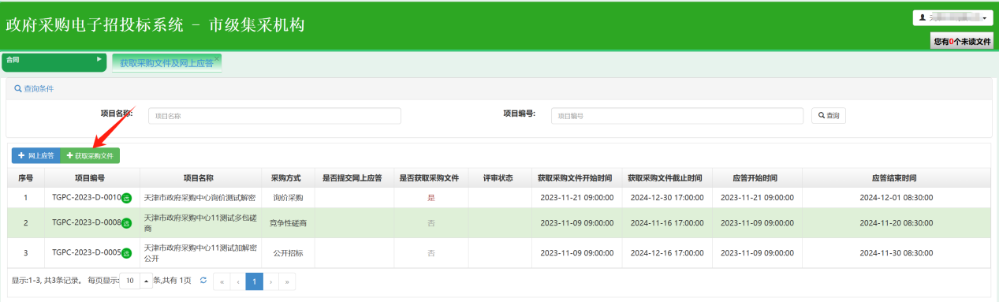 政府采购电子招投标系统 - 市级集采机构
您有0个未读文件
合同
获取采购文件及网上应答
查询条件
项目名称: 项目名称 项目编号: 项目编号 查询
网上应答 获取采购文件
序号 项目编号 项目名称 采购方式 是否提交网上应答 是否获取采购文件 评审状态 获取采购文件开始时间 获取采购文件截止时间 应答开始时间 应答结束时间
1 TGPC-2023-D-0010 远 天津市政府采购中心询价测试解密 询价采购 是 2023-11-21 09:00:00 2024-12-30 17:00:00 2023-11-21 09:00:00 2024-12-01 08:30:00
2 TGPC-2023-D-0008 远 天津市政府采购中心11测试多包磋商 竞争性磋商 否 2023-11-09 09:00:00 2024-11-16 17:00:00 2023-11-09 09:00:00 2024-11-20 08:30:00
3 TGPC-2023-D-0005 远 天津市政府采购中心11测试加解密公开 公开招标 否 2023-11-09 09:00:00 2024-12-16 17:00:00 2023-11-09 09:00:00 2024-11-30 08:30:00
显示:1-3, 共3条记录。 每页显示: 10 条,共有 1页 « ‹ 1 › »